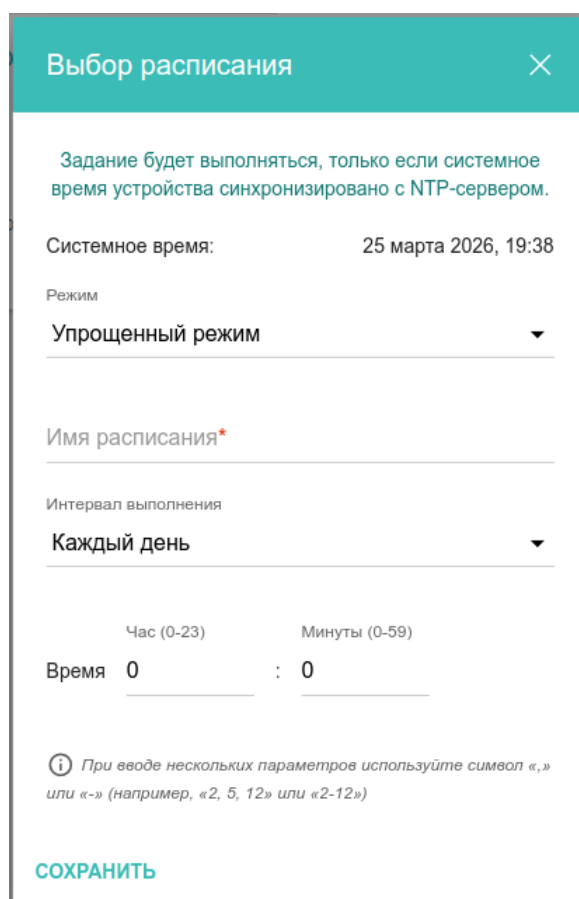 Выбор расписания
Задание будет выполняться, только если системное
время устройства синхронизировано с NTP-сервером.
Системное время: 25 марта 2026, 19:38
Режим
Упрощенный режим
Имя расписания*
Интервал выполнения
Каждый день
Час (0-23) Минуты (0-59)
Время 0 : 0
При вводе нескольких параметров используйте символ «,»
или «-» (например, «2, 5, 12» или «2-12»)
СОХРАНИТЬ